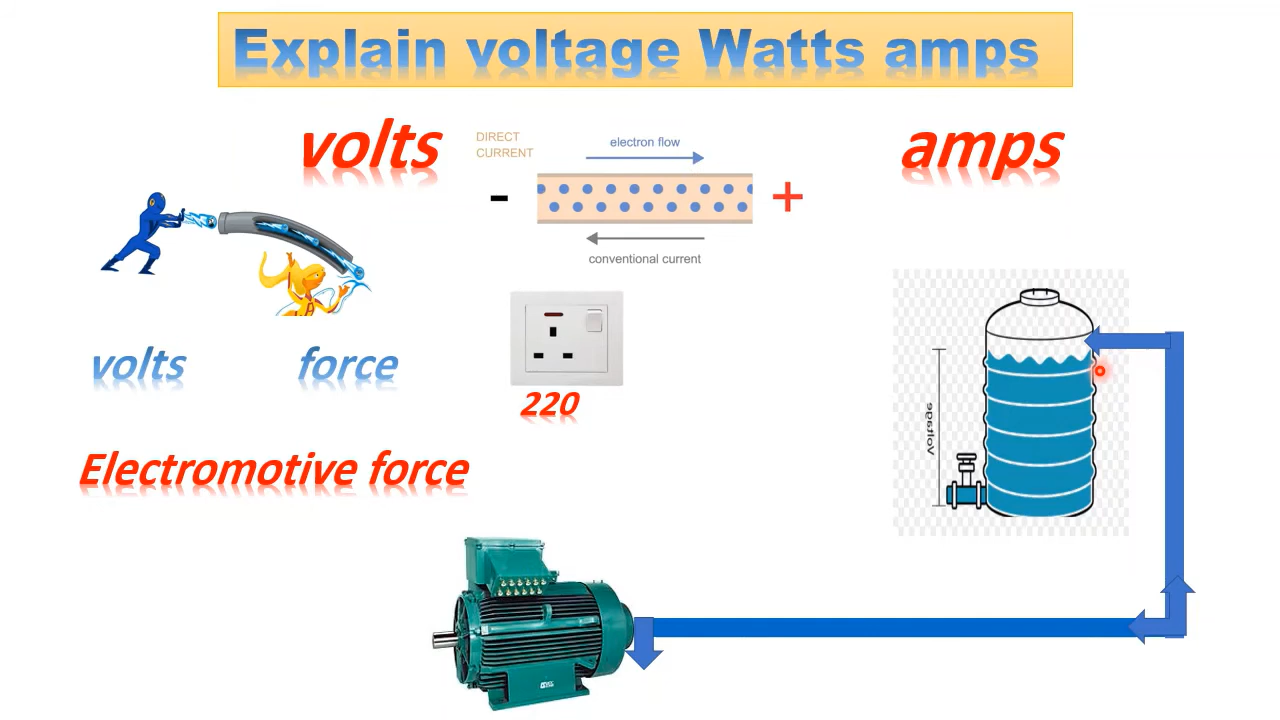 Explain voltage Watts amps
volts
DIRECT
CURRENT
electron flow
amps
-
+
conventional current
volts
force
220
Voltage
Electromotive force